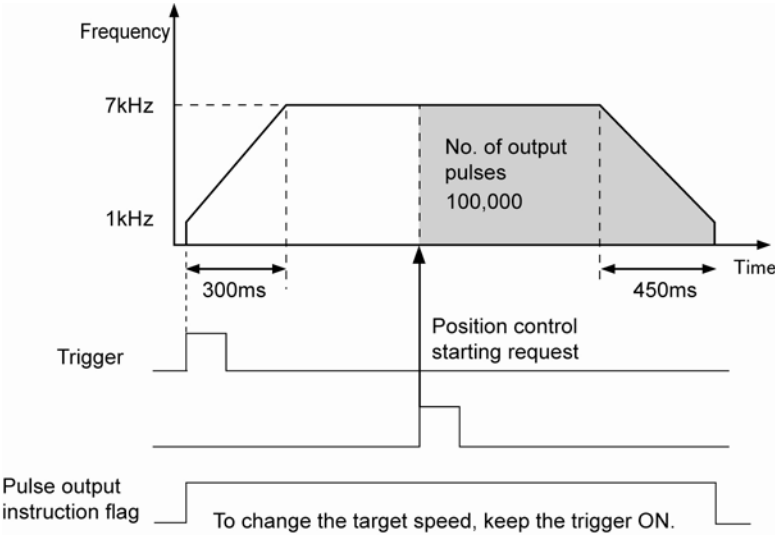 Frequency
7kHz
No. of output
pulses
100,000
1kHz
Time
300ms
450ms
Position control
starting request
Trigger
Pulse output
instruction flag
To change the target speed, keep the trigger ON.